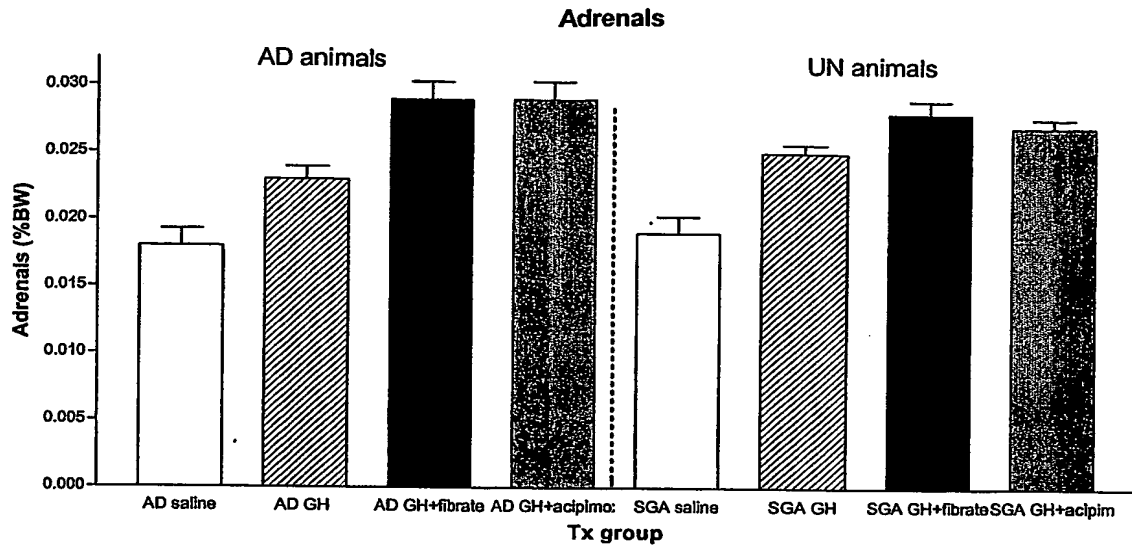 Adrenals
AD animals
UN animals
Adrenals (%BW)
0.030
0.025
0.020
0.015
0.010
0.005
0.000
AD saline AD GH AD GH+fibrate AD GH+acipimo: SGA saline SGA GH SGA GH+fibrate SGA GH+acipim
Tx group